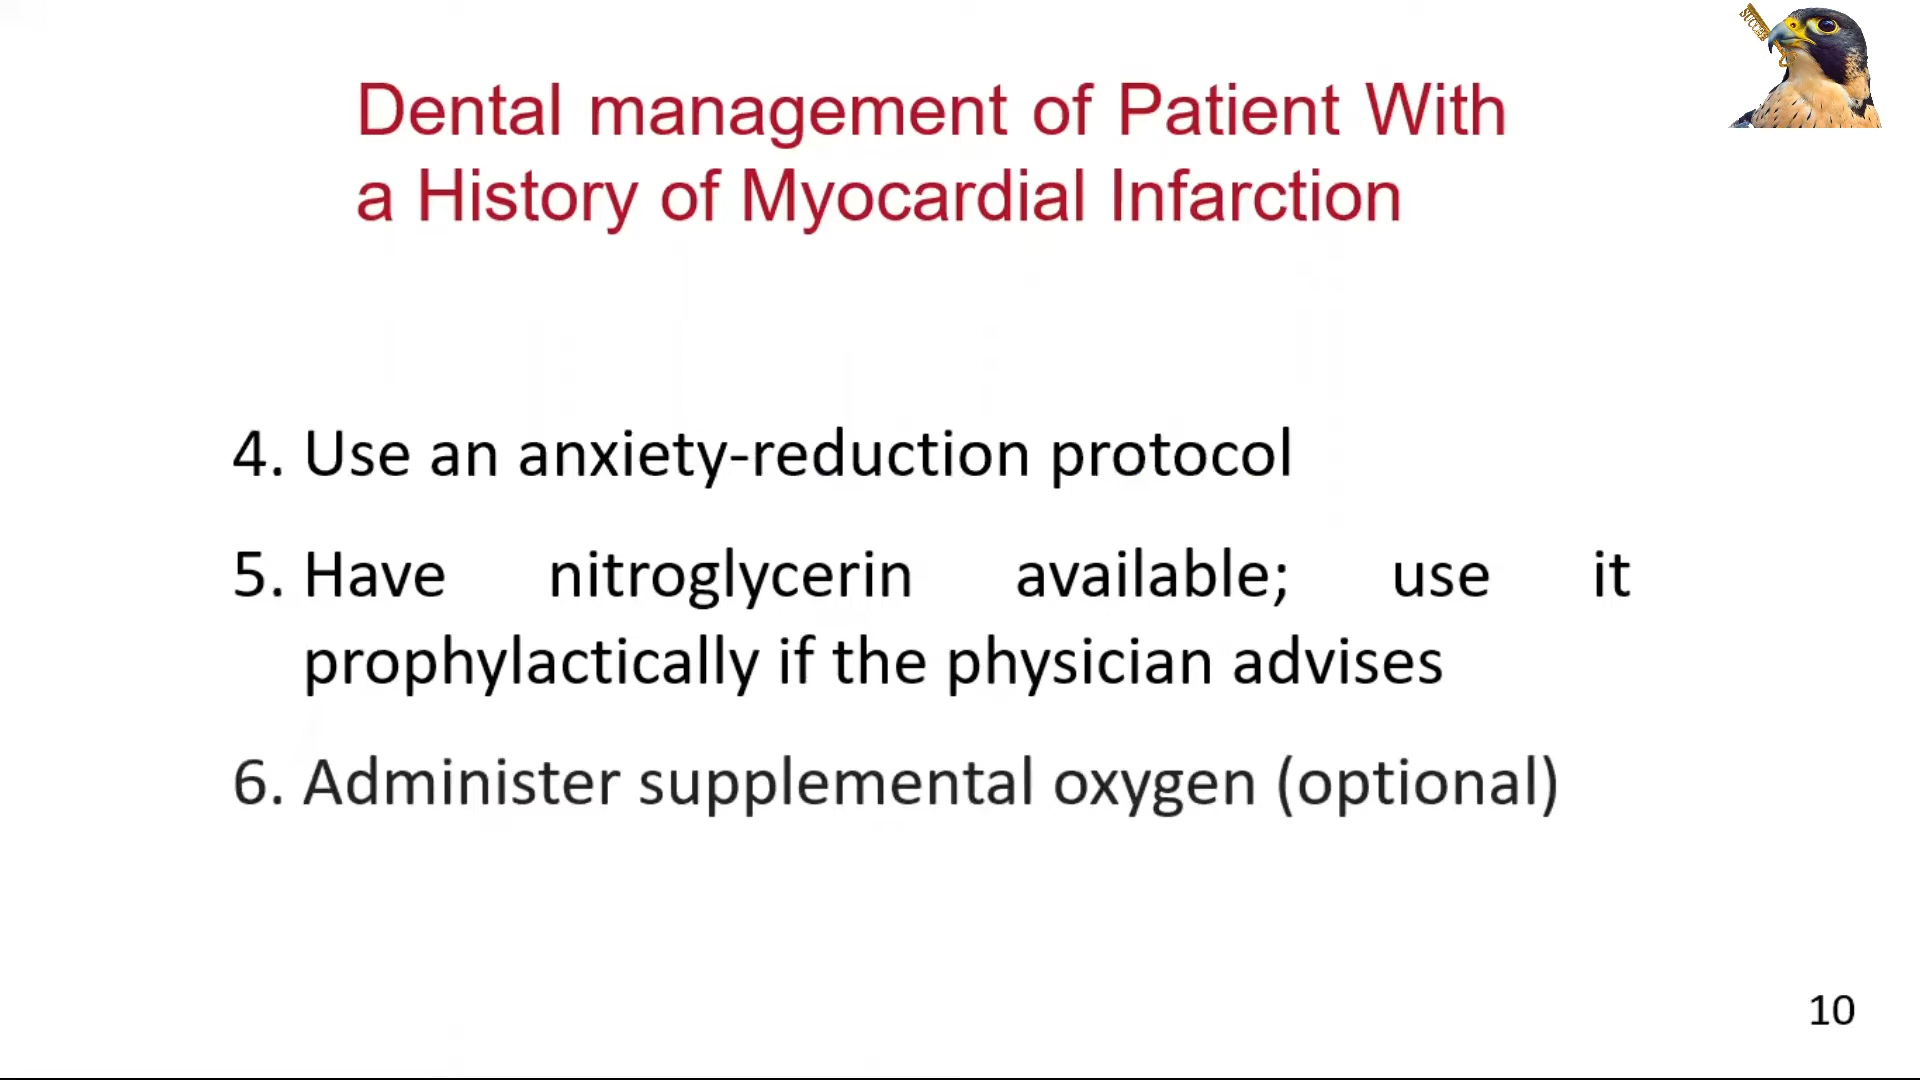 SUCCESS
Dental management of Patient With
a History of Myocardial Infarction
4. Use an anxiety-reduction protocol
5. Have nitroglycerin available; use it
prophylactically if the physician advises
6. Administer supplemental oxygen (optional)
10